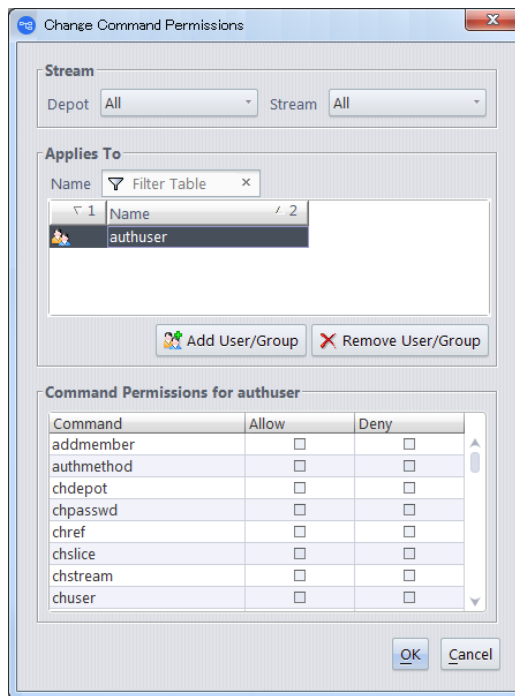 Change Command Permissions
Stream
Depot All Stream All
Applies To
Name Filter Table ×
1 Name 2
authuser
Add User/Group Remove User/Group
Command Permissions for authuser
Command Allow Deny
addmember
authmethod
chdepot
chpasswd
chref
chslice
chstream
chuser
OK Cancel